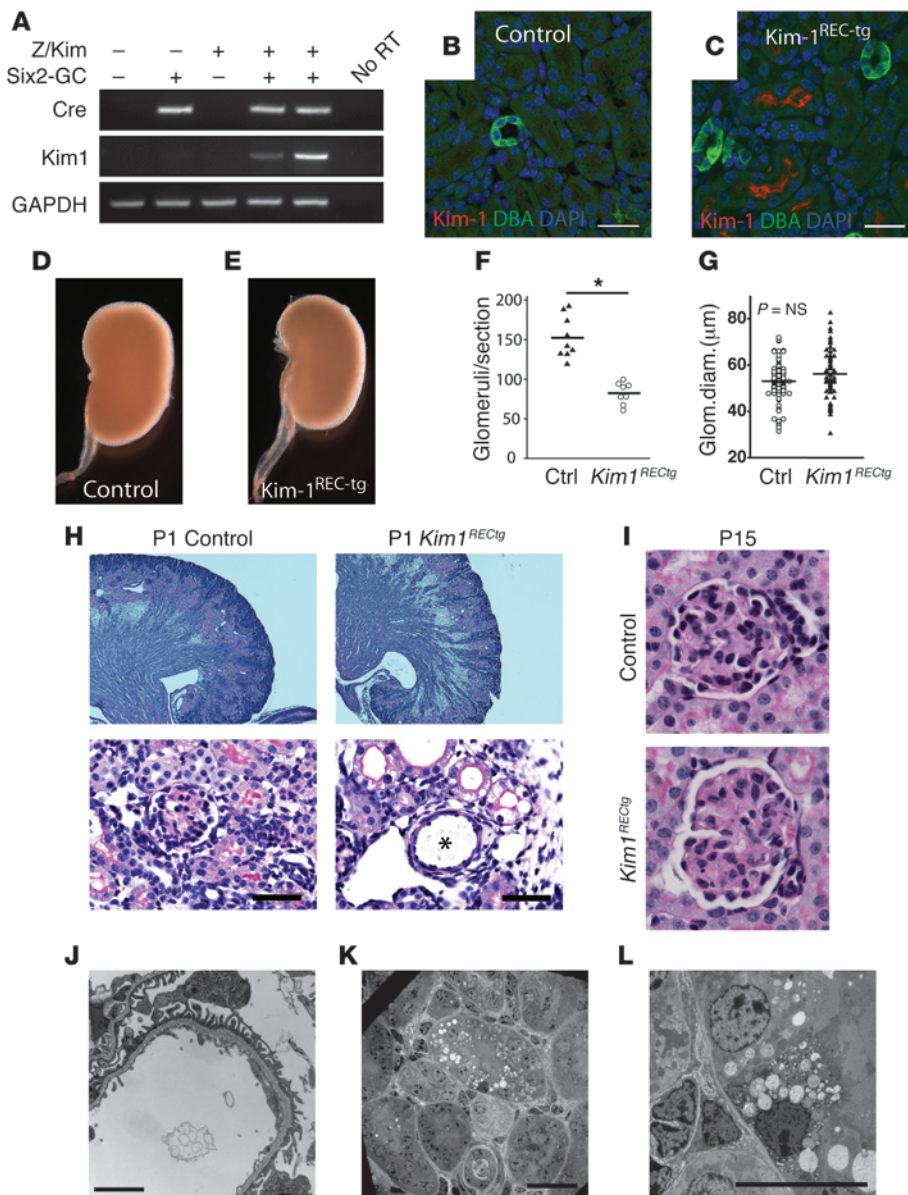 A
Z/Kim – – + + +
Six2-GC – + – + +
No RT
Cre
Kim1
GAPDH
B
Control
Kim-1 DBA DAPI
C
Kim-1REC-tg
Kim-1 DBA DAPI
D
Control
E
Kim-1REC-tg
F
*
Glomeruli/section
200
150
100
50
0
Ctrl Kim1RECtg
G
P = NS
Glom.diam.(μm)
80
60
40
20
Ctrl Kim1RECtg
H
P1 Control P1 Kim1RECtg
*
I
P15
Control
Kim1RECtg
J
K
L